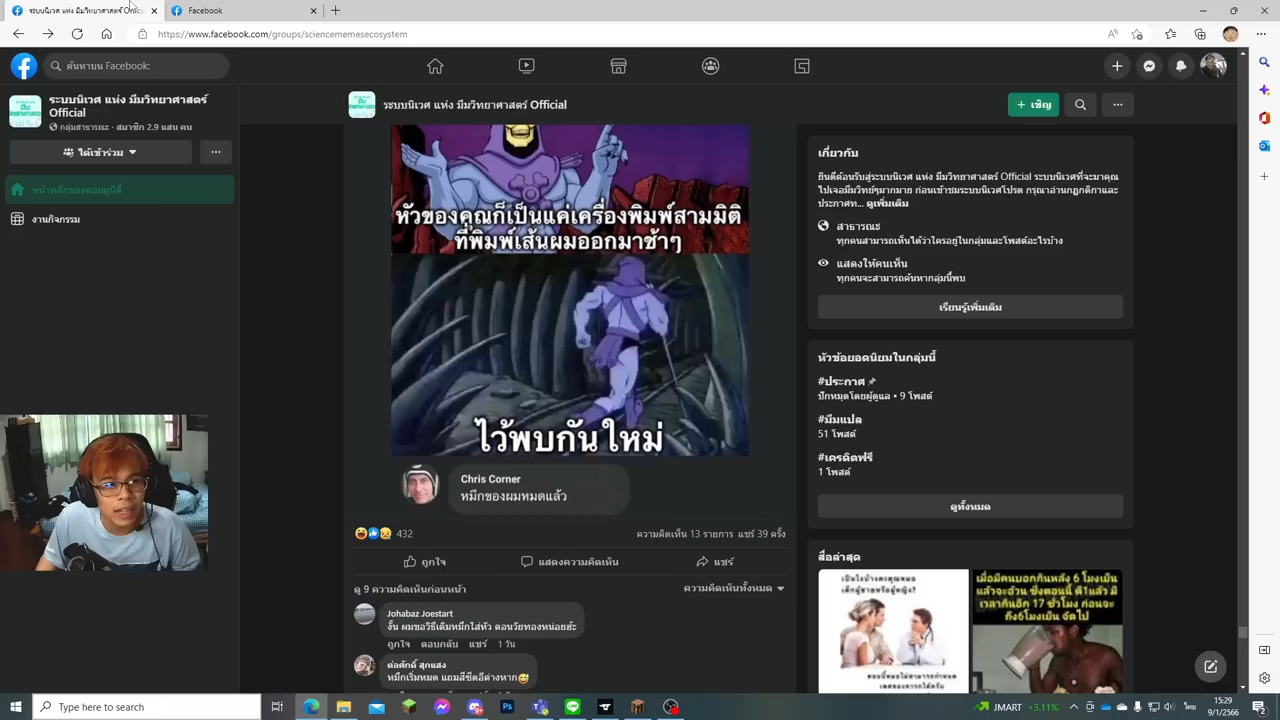 ระบบนิเวศ แห่ง มีมวิทยาศาสตร์ O
Facebook
https://www.facebook.com/groups/sciencememesecosystem
ค้นหาบน Facebook:
ระบบนิเวศ แห่ง มีมวิทยาศาสตร์
Official
กลุ่มสาธารณะ · สมาชิก 2.9 แสน คน
ได้เข้าร่วม
หน้าหลักของคอมมูนิตี้
งานกิจกรรม
ระบบนิเวศ แห่ง มีมวิทยาศาสตร์ Official
+ เชิญ
หัวของคุณก็เป็นแค่เครื่องพิมพ์สามมิติ
ที่พิมพ์เส้นผมออกมาช้าๆ
ไว้พบกันใหม่
Chris Corner
หมึกของผมหมดแล้ว
432
ความคิดเห็น 13 รายการ แชร์ 39 ครั้ง
ถูกใจ
แสดงความคิดเห็น
แชร์
ดู 9 ความคิดเห็นก่อนหน้า
ความคิดเห็นทั้งหมด
Johabaz Joestart
งั้น ผมขอวิธีเติมหมึกใส่หัว ตอนวัยทองหน่อยฮ่ะ
ถูกใจ ตอบกลับ แชร์ 1 วัน
ต่อศักดิ์ สุกแสง
หมึกเริ่มหมด แถมสีซีดอีต่างหาก😅
เกี่ยวกับ
ยินดีต้อนรับสู่ระบบนิเวศ แห่ง มีมวิทยาศาสตร์ Official ระบบนิเวศที่จะมาคุณ
ไปเจอมีมวิทย์ๆมากมาย ก่อนเข้าชมระบบนิเวศโปรด กรุณาอ่านกฎกติกาและ
ประกาศท... ดูเพิ่มเติม
สาธารณะ
ทุกคนสามารถเห็นได้ว่าใครอยู่ในกลุ่มและโพสต์อะไรบ้าง
แสดงให้คนเห็น
ทุกคนจะสามารถค้นหากลุ่มนี้พบ
เรียนรู้เพิ่มเติม
หัวข้อยอดนิยมในกลุ่มนี้
#ประกาศ
ปักหมุดโดยผู้ดูแล • 9 โพสต์
#มีมแปล
51 โพสต์
#เครดิตฟรี
1 โพสต์
ดูทั้งหมด
สื่อล่าสุด
เป็นไงบ้างคะคุณหมอ
เด็กผู้ชายหรือผู้หญิง?
ตอนนี้หมอไม่สามารถกำหนด
เพศของทารกได้ครับ
เมื่อมีคนบอกกินหลัง 6 โมงเย็น
แล้วจะอ้วน ซึ่งตอนนี้ ตี1แล้ว มี
เวลากินอีก 17 ชั่วโมง ก่อนจะ
ถึง6โมงเย็น จัดไป
Type here to search
JMART +3.11%
ไทย
15:29
9/1/2566